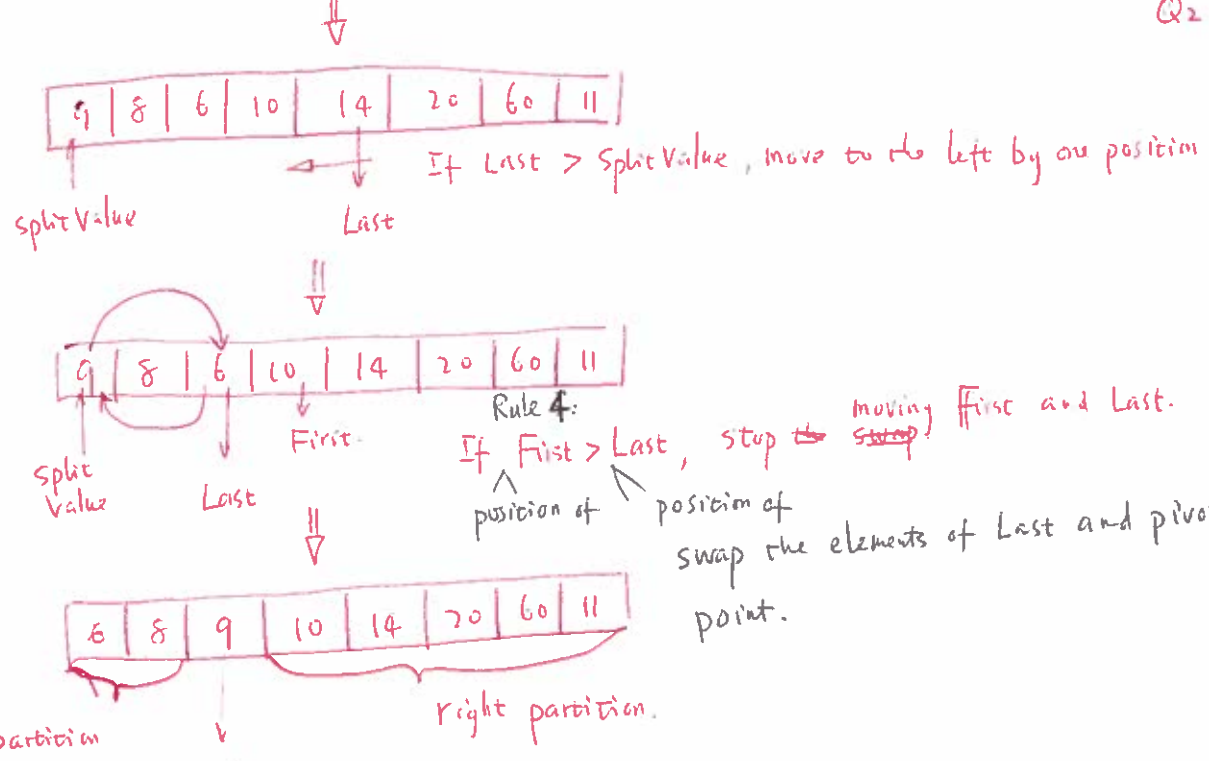 Q2
9 8 6 10 14 20 60 11
If Last > SplitValue, move to the left by one position
SplitValue
Last
9 8 6 10 14 20 60 11
Rule 4:
First
If First > Last, stop the swap. moving First and Last.
Split
Value
Last
position of
position of
swap the elements of Last and pivo
point.
6 8 9 10 14 20 60 11
partition
right partition.